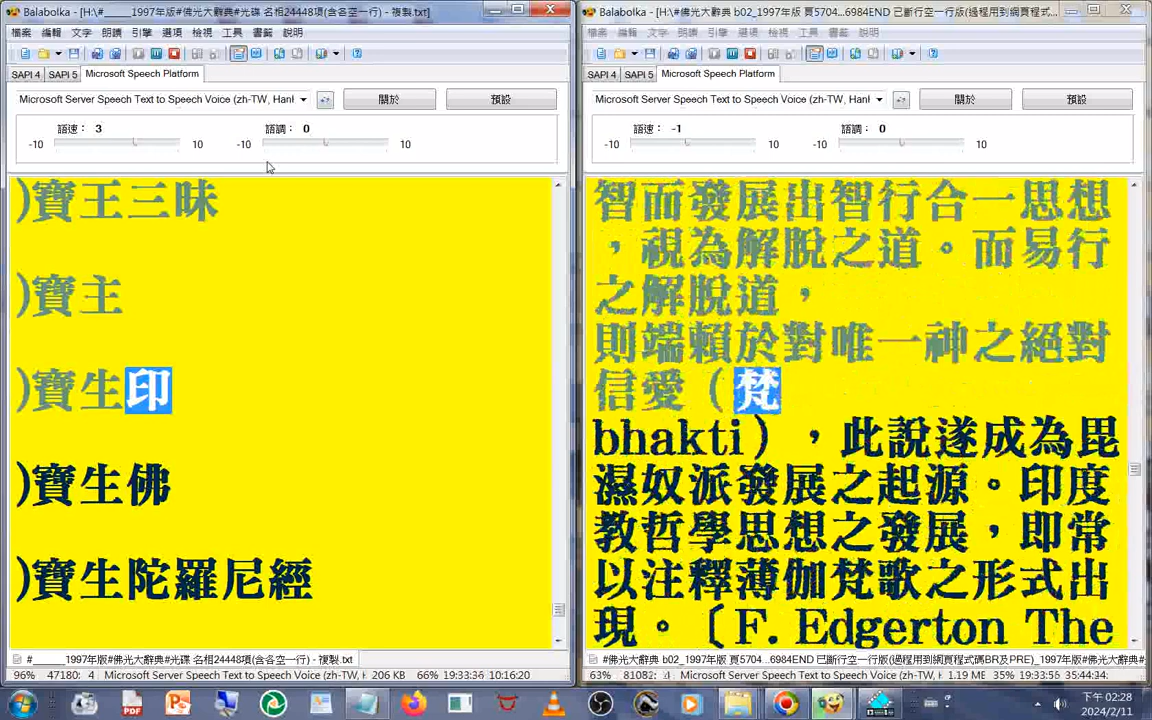 Balabolka - [H:\#_____1997年版#佛光大辭典#光碟 名相24448項(含各空一行) - 複製.txt]
檔案 編輯 文字 朗讀 引擎 選項 檢視 工具 書籤 說明
SAPI 4 SAPI 5 Microsoft Speech Platform
Microsoft Server Speech Text to Speech Voice (zh-TW, Hanl
關於 預設
語速： 3 語調： 0
-10 10 -10 10
)寶王三昧
)寶主
)寶生印
)寶生佛
)寶生陀羅尼經
#_____1997年版#佛光大辭典#光碟 名相24448項(含各空一行) - 複製.txt
96% 47180: 4 Microsoft Server Speech Text to Speech Voice (zh-TW, H 206 KB 66% 19:33:36 10:16:20
Balabolka - [H:\#佛光大辭典 b02_1997年版 頁5704...6984END 已斷行空一行版(過程用到網頁程式...
檔案 編輯 文字 朗讀 引擎 選項 檢視 工具 書籤 說明
SAPI 4 SAPI 5 Microsoft Speech Platform
Microsoft Server Speech Text to Speech Voice (zh-TW, Hanl
關於 預設
語速： -1 語調： 0
-10 10 -10 10
智而發展出智行合一思想
，視為解脫之道。而易行
之解脫道，
則端賴於對唯一神之絕對
信愛（梵
bhakti），此說遂成為毘
濕奴派發展之起源。印度
教哲學思想之發展，即常
以注釋薄伽梵歌之形式出
現。〔F. Edgerton The
#佛光大辭典 b02_1997年版 頁5704...6984END 已斷行空一行版(過程用到網頁程式碼BR及PRE)_1997年版#佛光大辭典#
63% 81082: 4 Microsoft Server Speech Text to Speech Voice (zh-TW, H 1.19 MB 35% 19:33:35 35:44:34
下午 02:28
2024/2/11